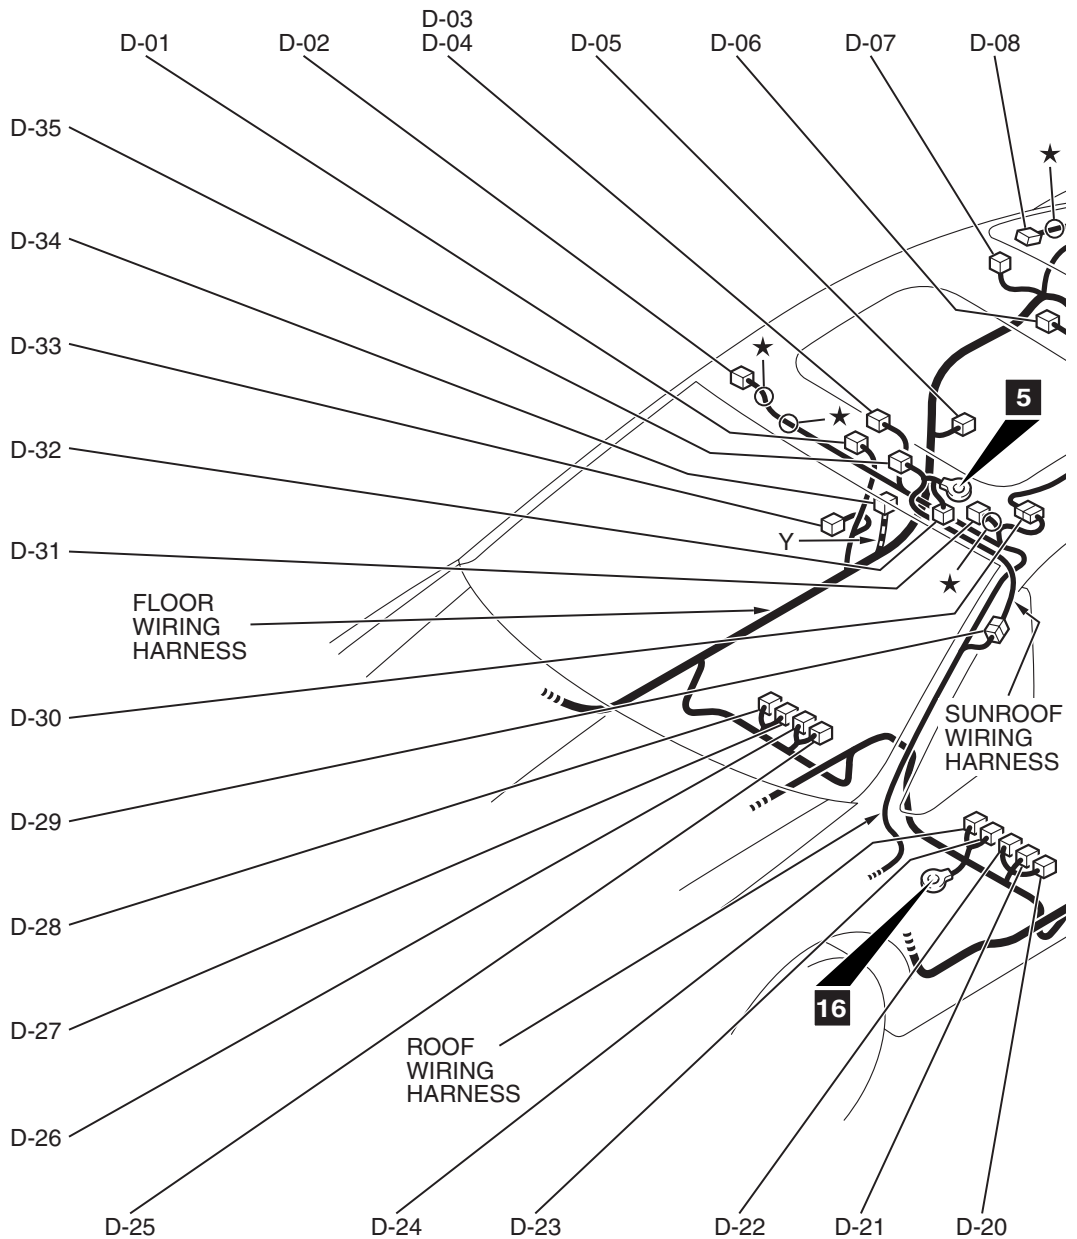 D-03
D-01 D-02 D-04 D-05 D-06 D-07 D-08
D-35
★
D-34
D-33
★
5
★
D-32
Y
D-31
★
FLOOR
WIRING
HARNESS
D-30
SUNROOF
WIRING
HARNESS
D-29
D-28
16
D-27
ROOF
WIRING
HARNESS
D-26
D-25 D-24 D-23 D-22 D-21 D-20